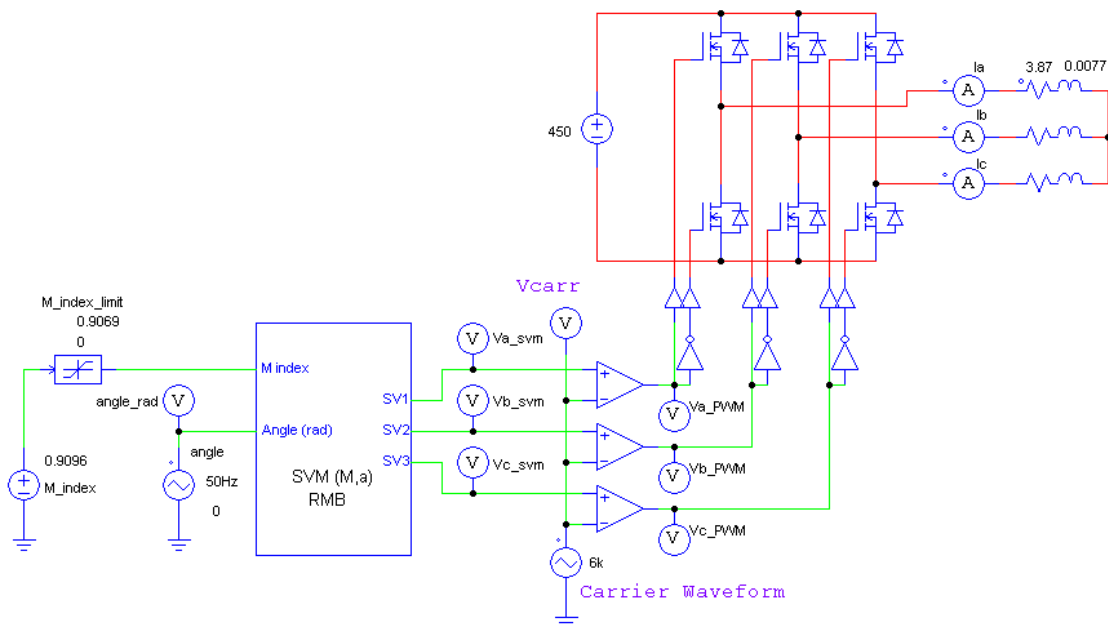 450
Ia
3.87 0.0077
A
Ib
A
Ic
A
Vcarr
M_index_limit
0.9069
0
V
Va_svm
V
M index
angle_rad
V
Vb_svm
V
SV1
Va_PWM
V
Angle (rad)
SV2
Vc_svm
V
angle
SV3
Vb_PWM
V
0.9096
M_index
50Hz
0
SVM (M,a)
RMB
Vc_PWM
V
6k
Carrier Waveform